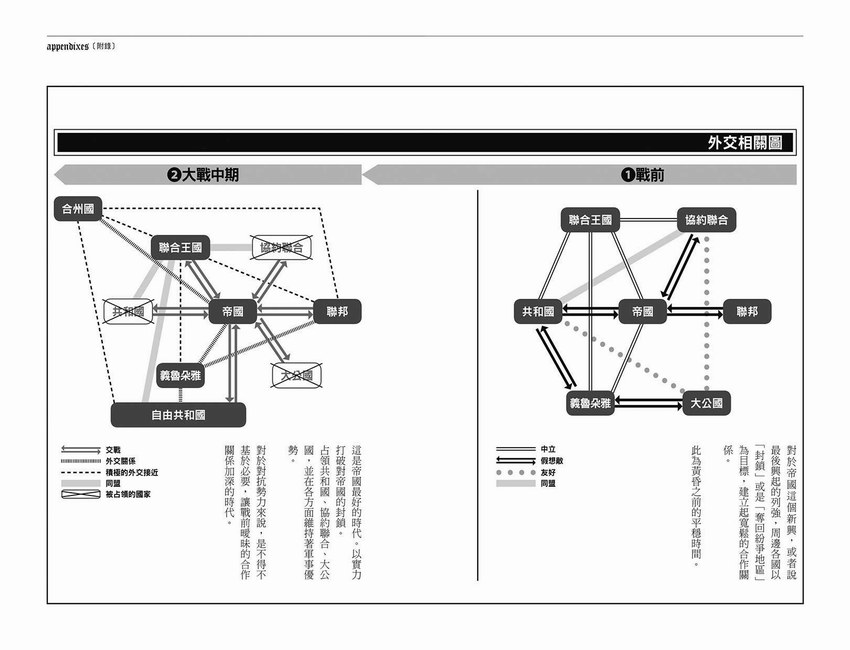 appendixes（附錄）
外交相關圖
❶戰前
聯合王國
協約聯合
共和國
帝國
聯邦
義魯朵雅
大公國
中立
假想敵
友好
同盟
對於帝國這個新興，或者說
最後興起的列強，周邊各國以
「封鎖」或是「奪回紛爭地區」
為目標，建立起寬鬆的合作關
係。
此為黃昏之前的平穩時間。
❷大戰中期
合州國
聯合王國
協約聯合
共和國
帝國
聯邦
義魯朵雅
大公國
自由共和國
交戰
外交關係
積極的外交接近
同盟
被占領的國家
這是帝國最好的時代。以實力
打破對帝國的封鎖。
占領共和國、協約聯合、大公
國，並在各方面維持著軍事優
勢。
對於對抗勢力來說，是不得不
基於必要，讓戰前曖昧的合作
關係加深的時代。